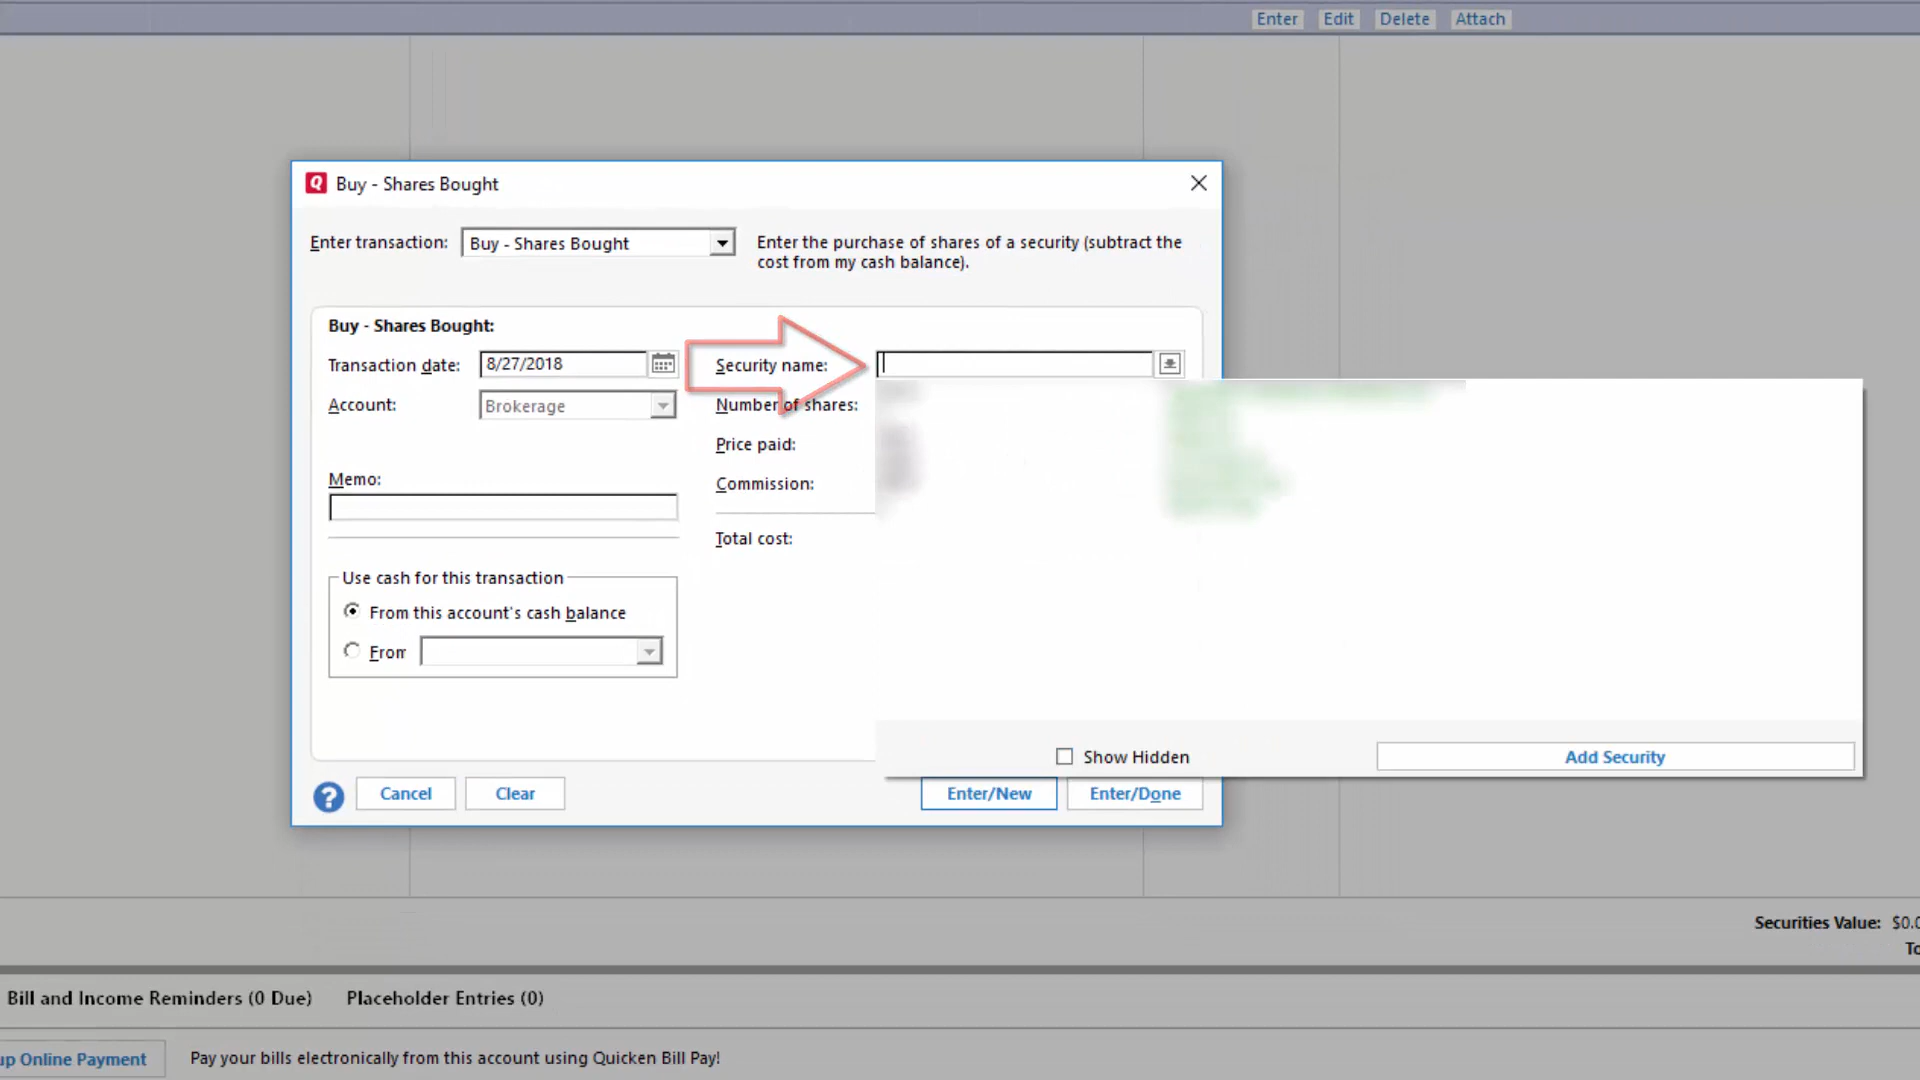 Enter Edit Delete Attach
Buy - Shares Bought
Enter transaction: Buy - Shares Bought
Enter the purchase of shares of a security (subtract the
cost from my cash balance).
Buy - Shares Bought:
Transaction date: 8/27/2018
Security name:
Account: Brokerage
Number of shares:
Price paid:
Memo:
Commission:
Total cost:
Use cash for this transaction
From this account's cash balance
From
Show Hidden
Add Security
Cancel Clear Enter/New Enter/Done
Securities Value: $0.0
To
Bill and Income Reminders (0 Due) Placeholder Entries (0)
up Online Payment Pay your bills electronically from this account using Quicken Bill Pay!